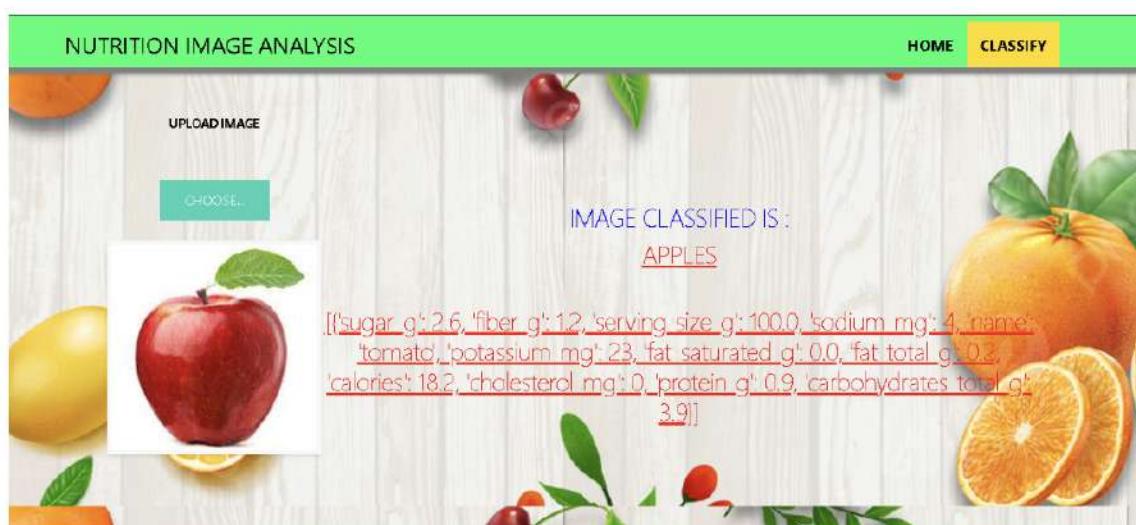 NUTRITION IMAGE ANALYSIS
HOME
CLASSIFY
UPLOAD IMAGE
CHOOSE...
IMAGE CLASSIFIED IS :
APPLES
[{'sugar_g': 2.6, 'fiber_g': 1.2, 'serving_size_g': 100.0, 'sodium_mg': 4, 'name':
'tomato', 'potassium_mg': 23, 'fat_saturated_g': 0.0, 'fat_total_g': 0.2,
'calories': 18.2, 'cholesterol_mg': 0, 'protein_g': 0.9, 'carbohydrates_total_g':
3.9}]